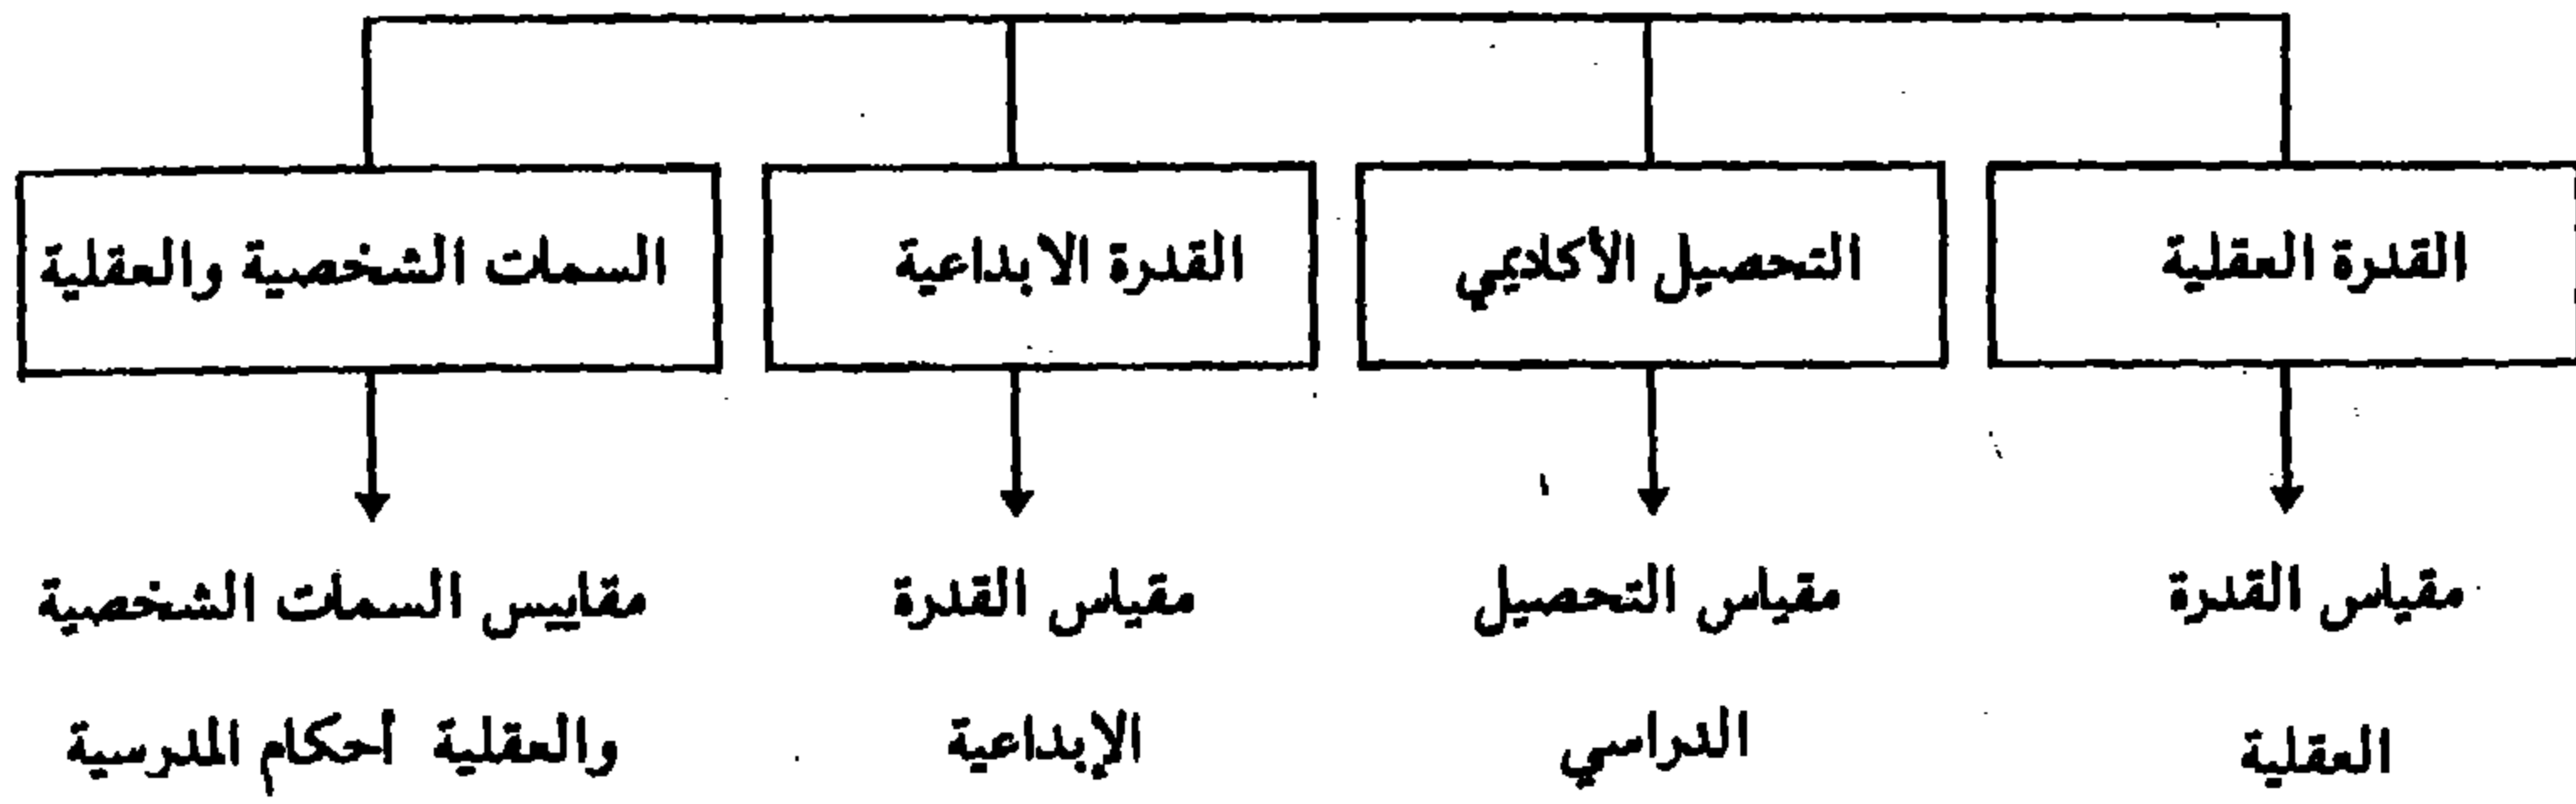 القدرة العقلية
التحصيل الأكاديمي
القدرة الابداعية
السمات الشخصية والعقلية
مقياس القدرة
العقلية
مقياس التحصيل
الدراسي
مقياس القدرة
الإبداعية
مقاييس السمات الشخصية
والعقلية أحكام المدرسية